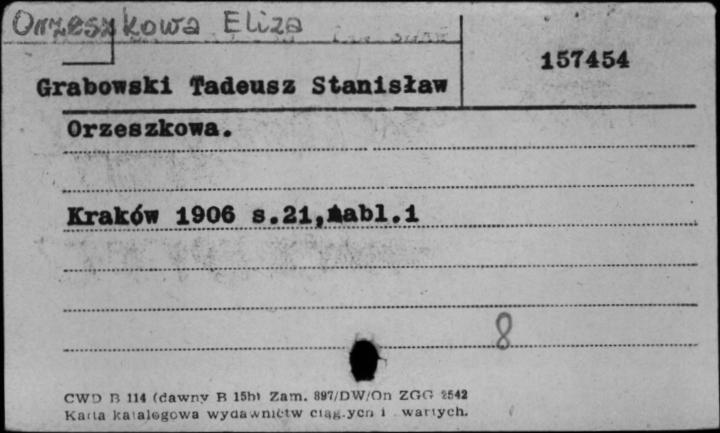 Orzeszkowa Eliza
157454
Grabowski Tadeusz Stanisław
Orzeszkowa.
Kraków 1906 s.21, tabl.1
8
CWD B 114 (dawny B 15b) Zam. 897/DW/On ZGG 2542
Karta katalogowa wydawnictw ciągłych i zwartych.